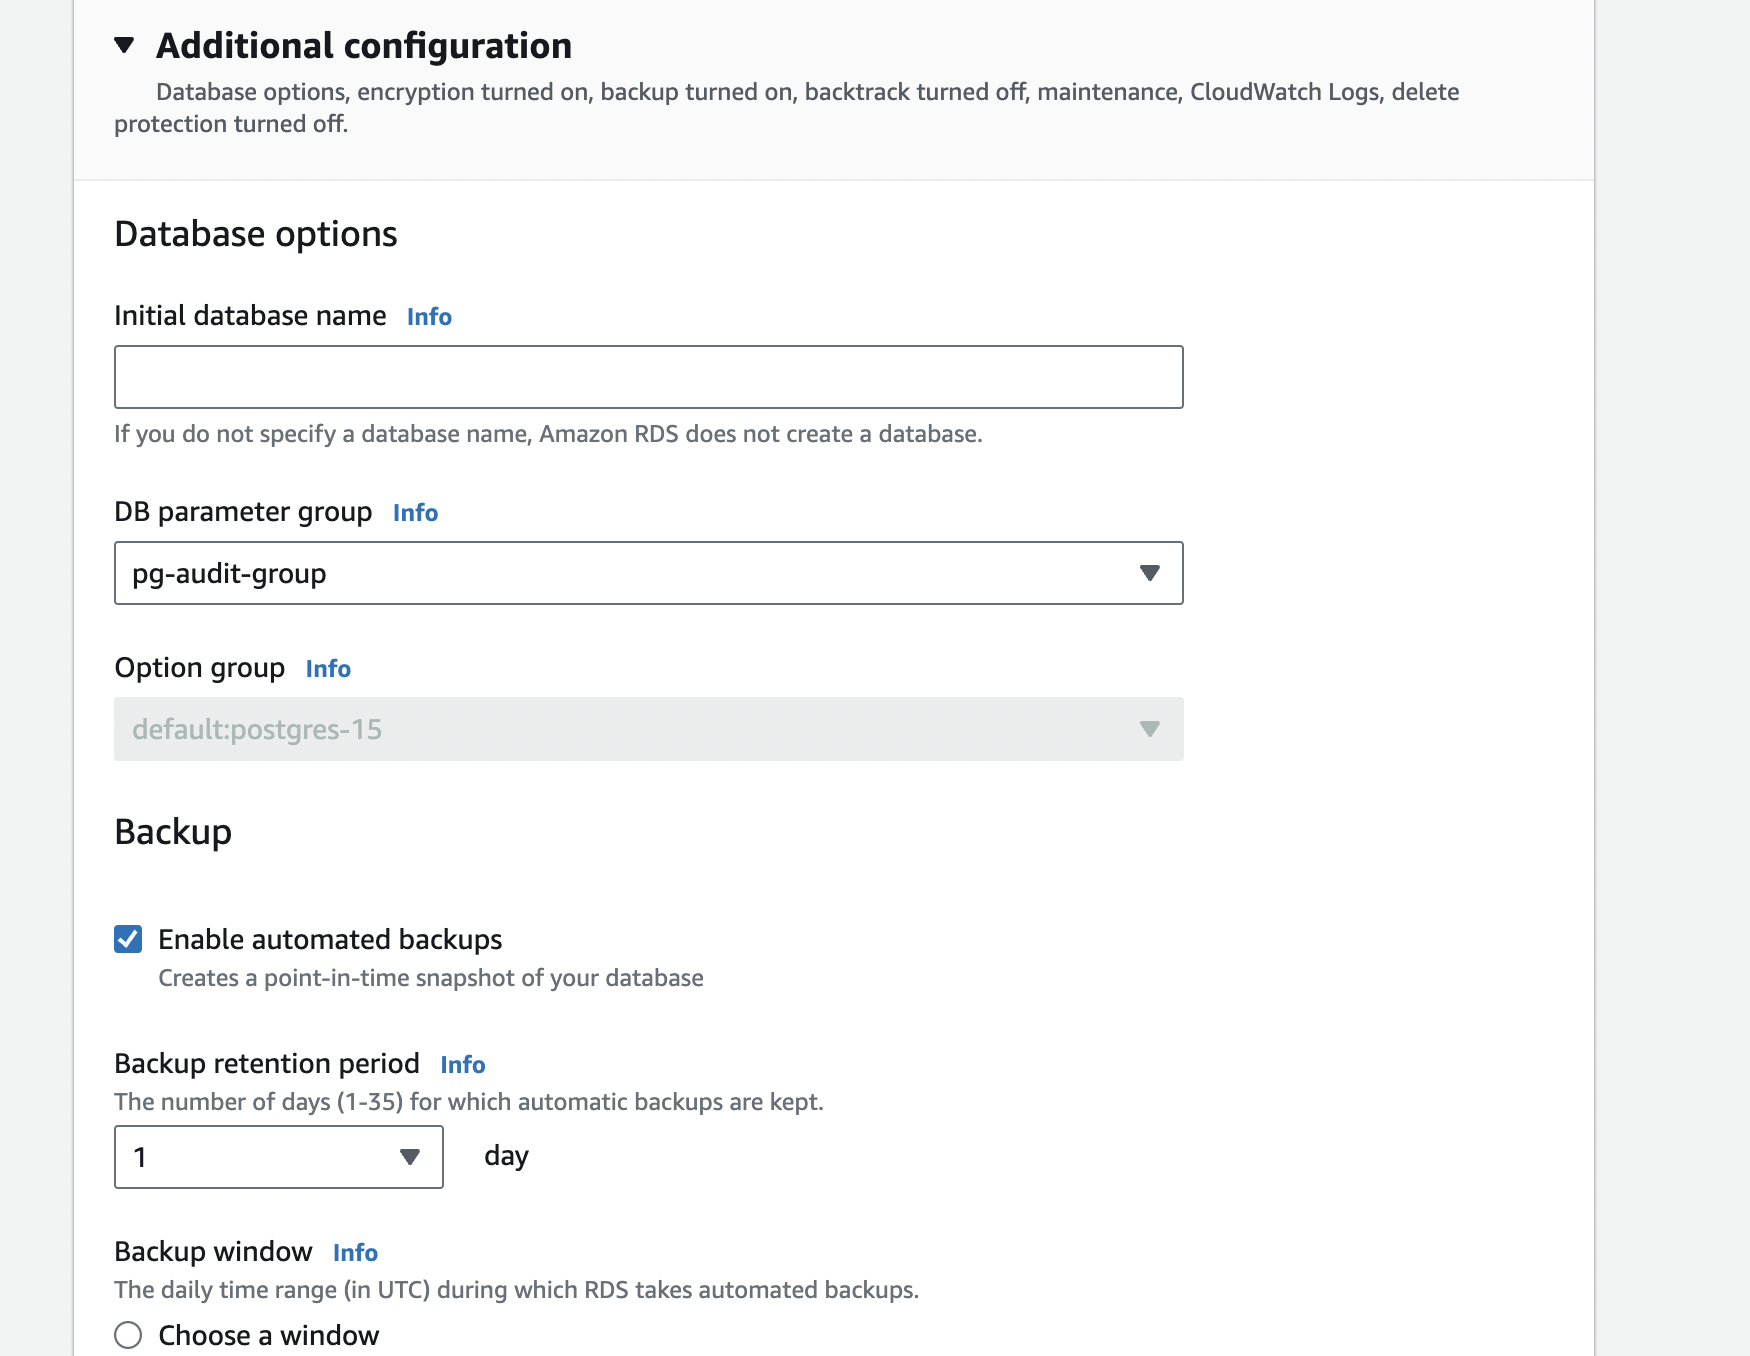 Additional configuration
Database options, encryption turned on, backup turned on, backtrack turned off, maintenance, CloudWatch Logs, delete
protection turned off.
Database options
Initial database name Info
If you do not specify a database name, Amazon RDS does not create a database.
DB parameter group Info
pg-audit-group
Option group Info
default:postgres-15
Backup
Enable automated backups
Creates a point-in-time snapshot of your database
Backup retention period Info
The number of days (1-35) for which automatic backups are kept.
1 day
Backup window Info
The daily time range (in UTC) during which RDS takes automated backups.
Choose a window